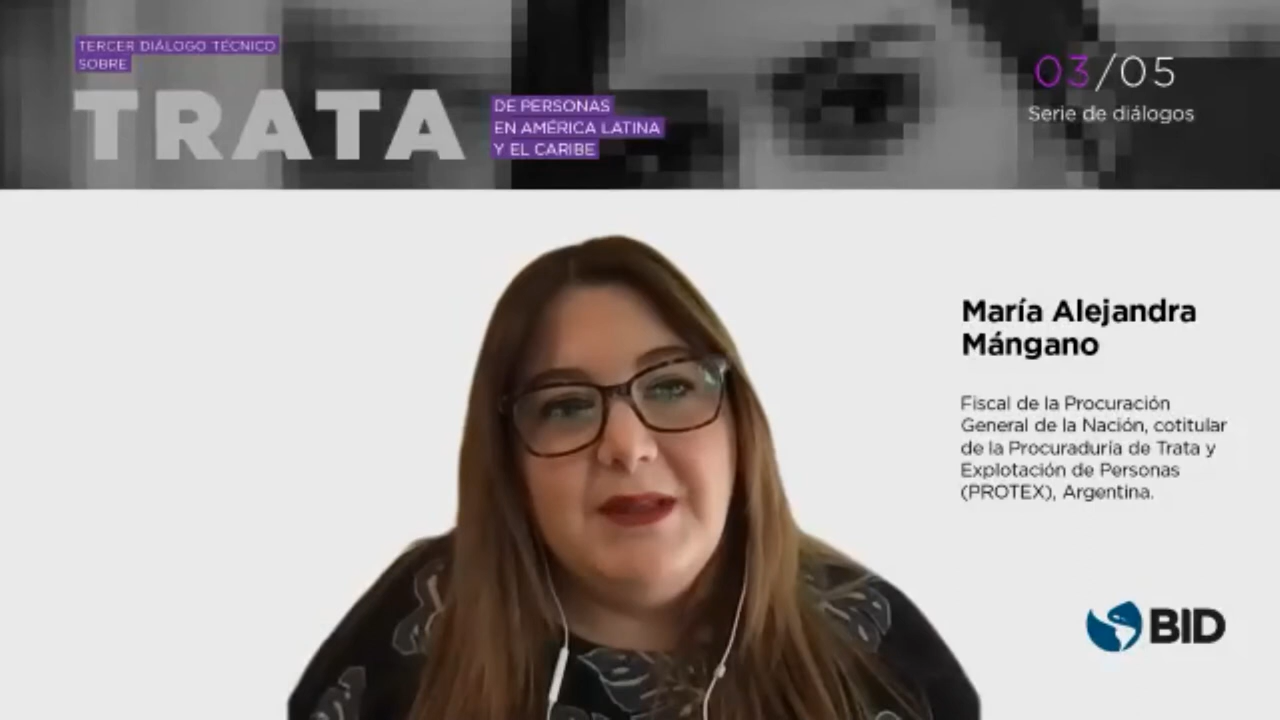 TERCER DIÁLOGO TÉCNICO
SOBRE
TRATA
DE PERSONAS
EN AMÉRICA LATINA
Y EL CARIBE
03/05
Serie de diálogos
María Alejandra
Mángano
Fiscal de la Procuración
General de la Nación, cotitular
de la Procuraduría de Trata y
Explotación de Personas
(PROTEX), Argentina.
BID